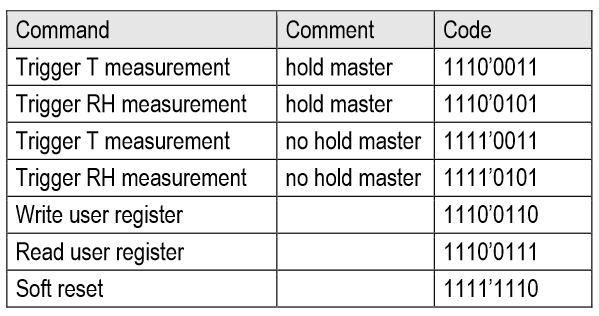 Command Comment Code
Trigger T measurement hold master 1110’0011
Trigger RH measurement hold master 1110’0101
Trigger T measurement no hold master 1111’0011
Trigger RH measurement no hold master 1111’0101
Write user register 1110’0110
Read user register 1110’0111
Soft reset 1111’1110